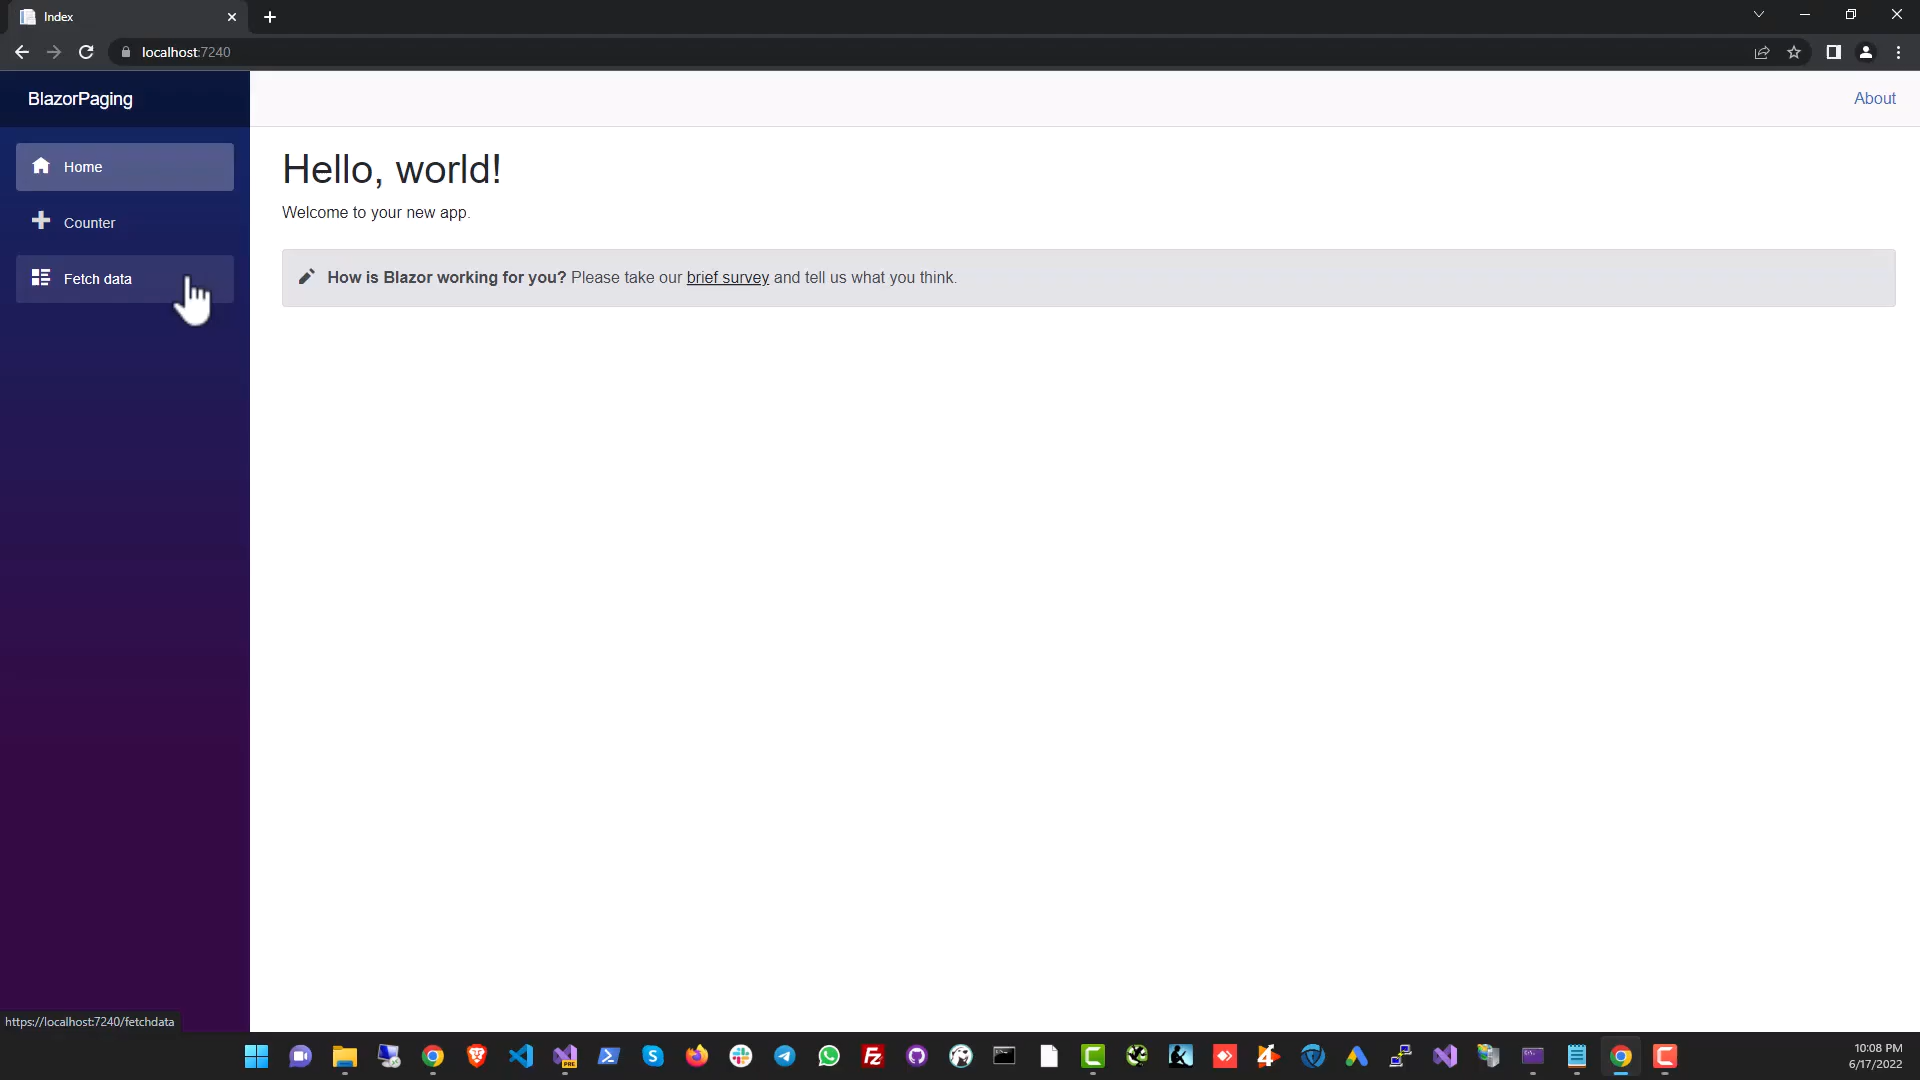 Index
localhost:7240
BlazorPaging
About
Home
Counter
Fetch data
Hello, world!
Welcome to your new app.
How is Blazor working for you? Please take our brief survey and tell us what you think.
https://localhost:7240/fetchdata
PRE
10:08 PM
6/17/2022